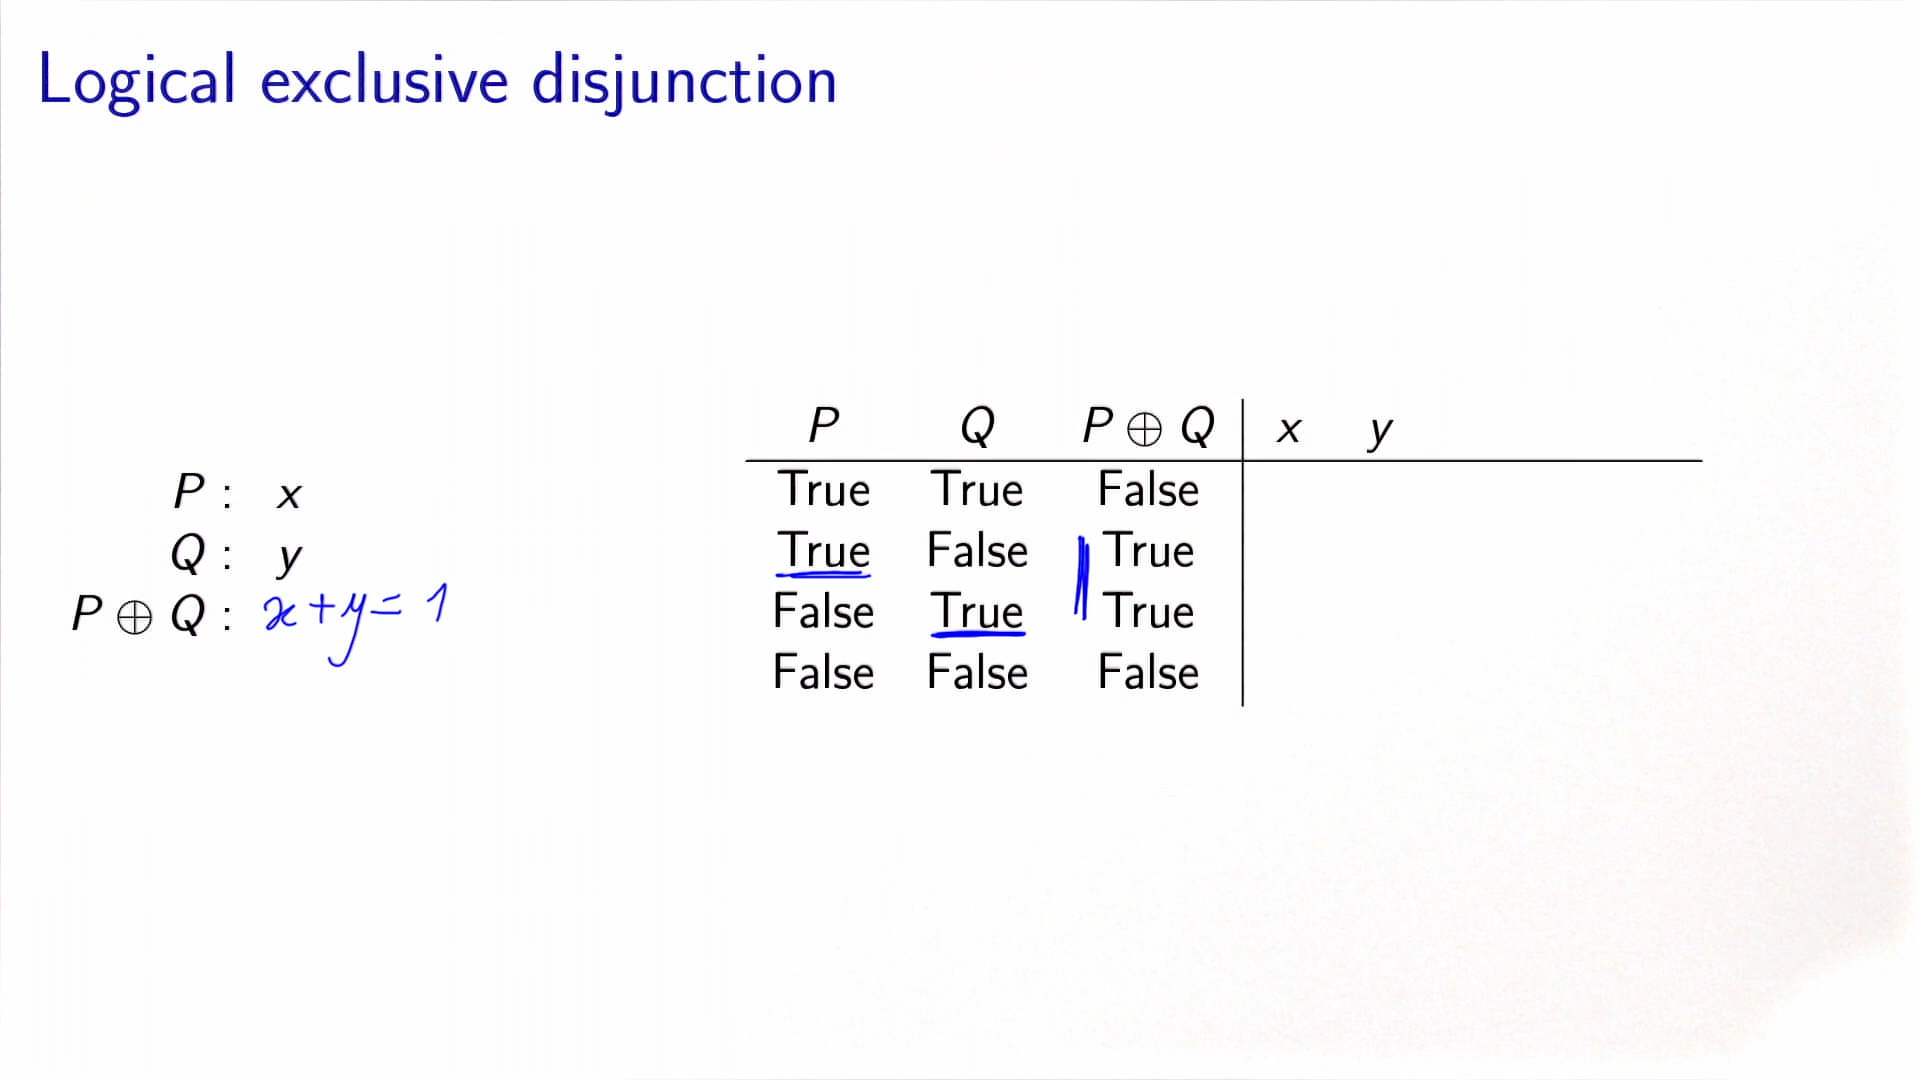 Logical exclusive disjunction
P : x
Q : y
P ⊕ Q : x + y = 1
P Q P ⊕ Q x y
True True False
True False True
False True True
False False False